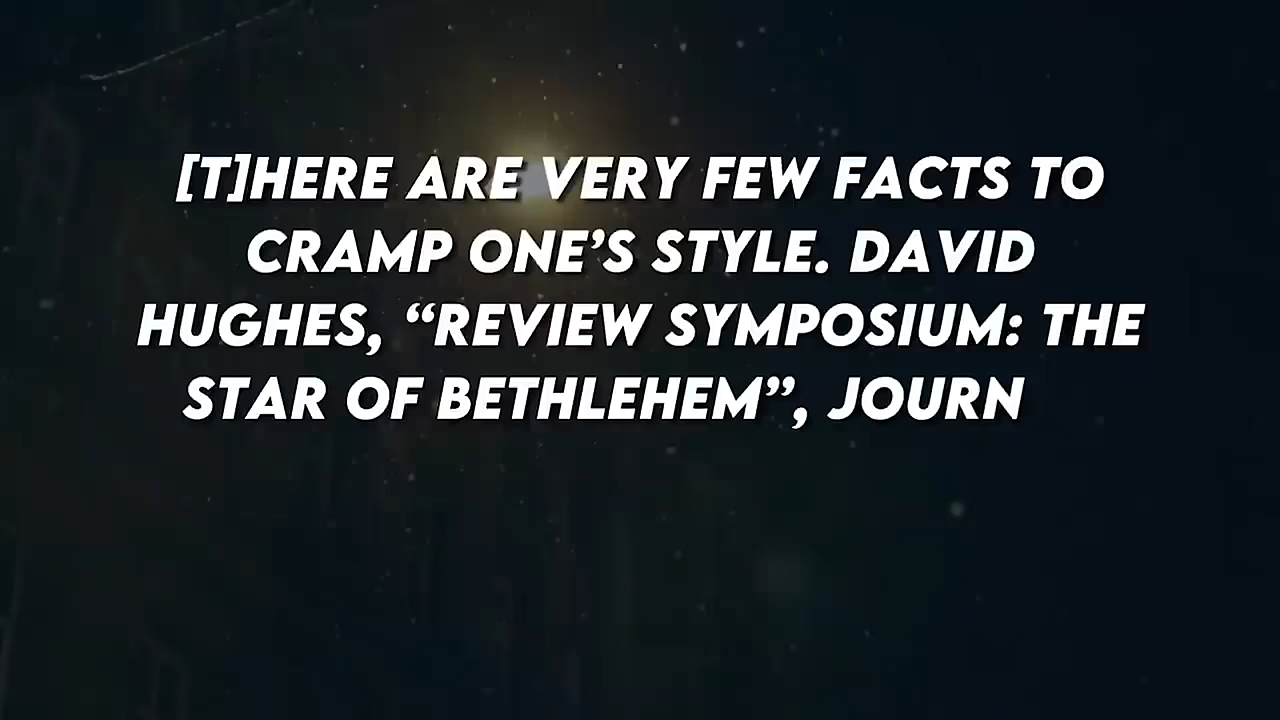 [T]HERE ARE VERY FEW FACTS TO
CRAMP ONE’S STYLE. DAVID
HUGHES, “REVIEW SYMPOSIUM: THE
STAR OF BETHLEHEM”, JOURN